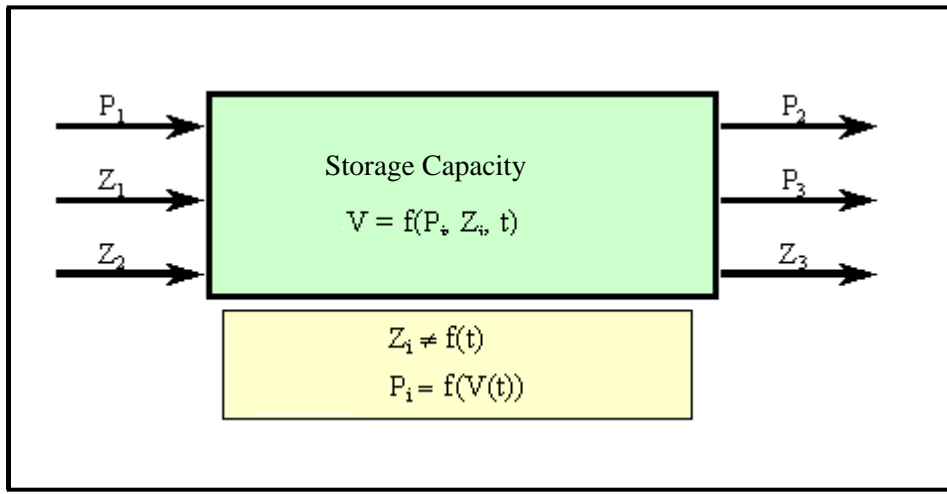 P₁
P₂
Storage Capacity
Z₁
P₃
V = f(Pᵢ, Zᵢ, t)
Z₂
Z₃
Zᵢ ≠ f(t)
Pᵢ = f(V(t))